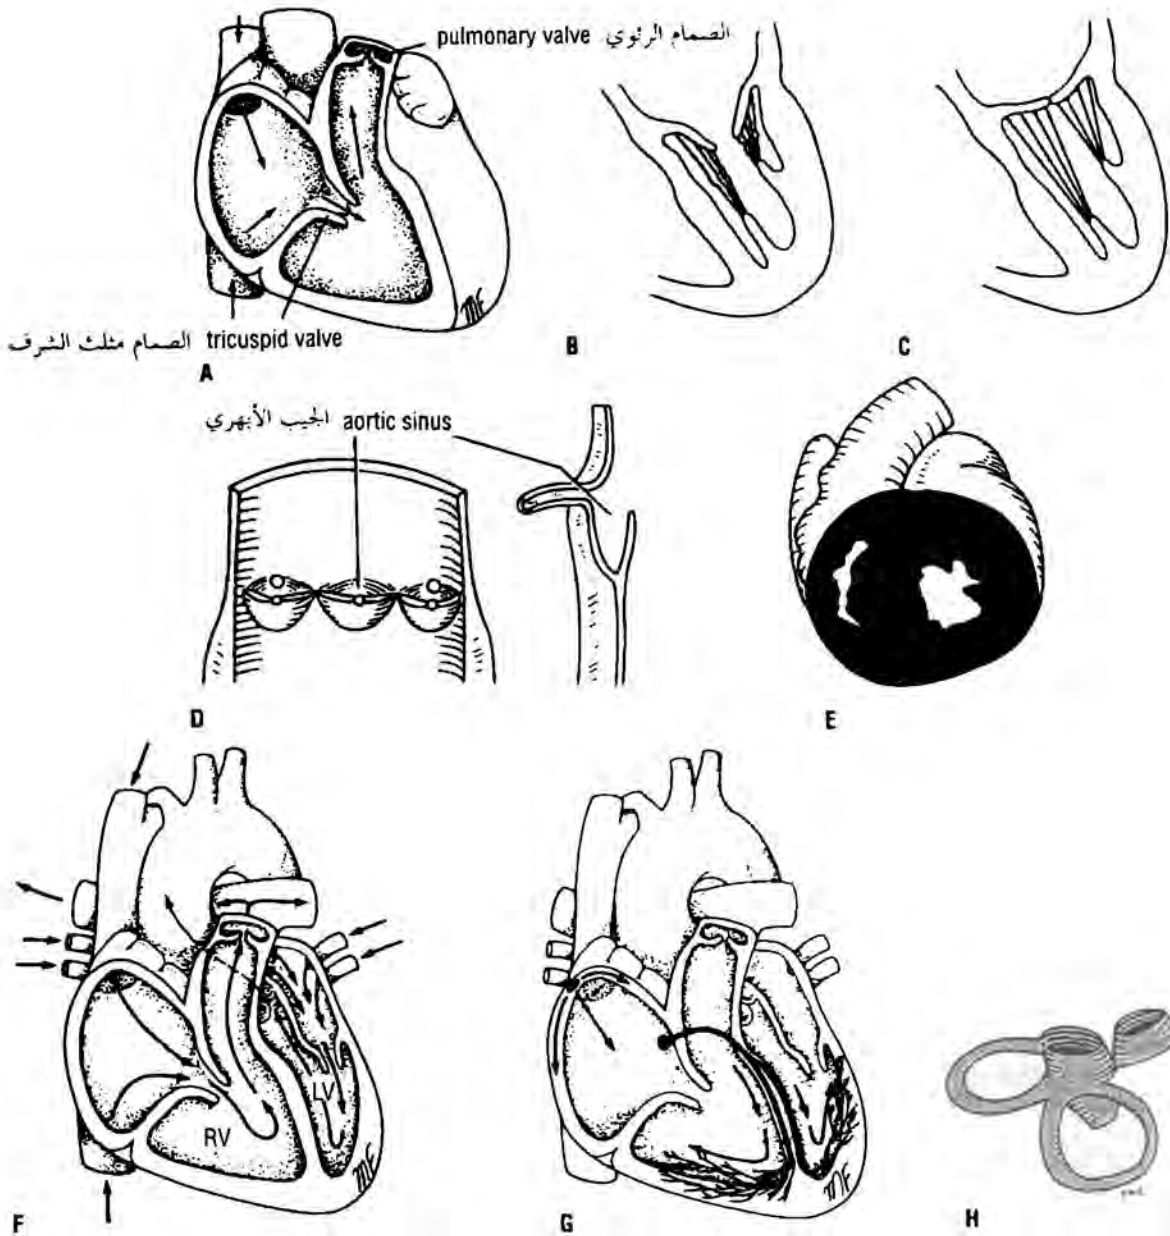 pulmonary valve الصمام الرئوي
الصمام مثلث الشرف tricuspid valve
A
B
C
الجيب الأبهري aortic sinus
D
E
LV
RV
F
G
H